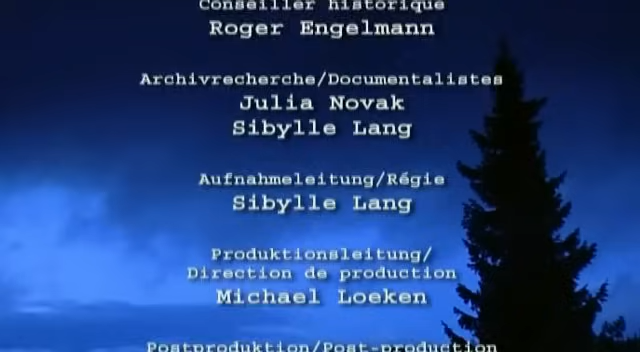 Conseiller historique
Roger Engelmann
Archivrecherche/Documentalistes
Julia Novak
Sibylle Lang
Aufnahmeleitung/Régie
Sibylle Lang
Produktionsleitung/
Direction de production
Michael Loeken
Postproduktion/Post-production